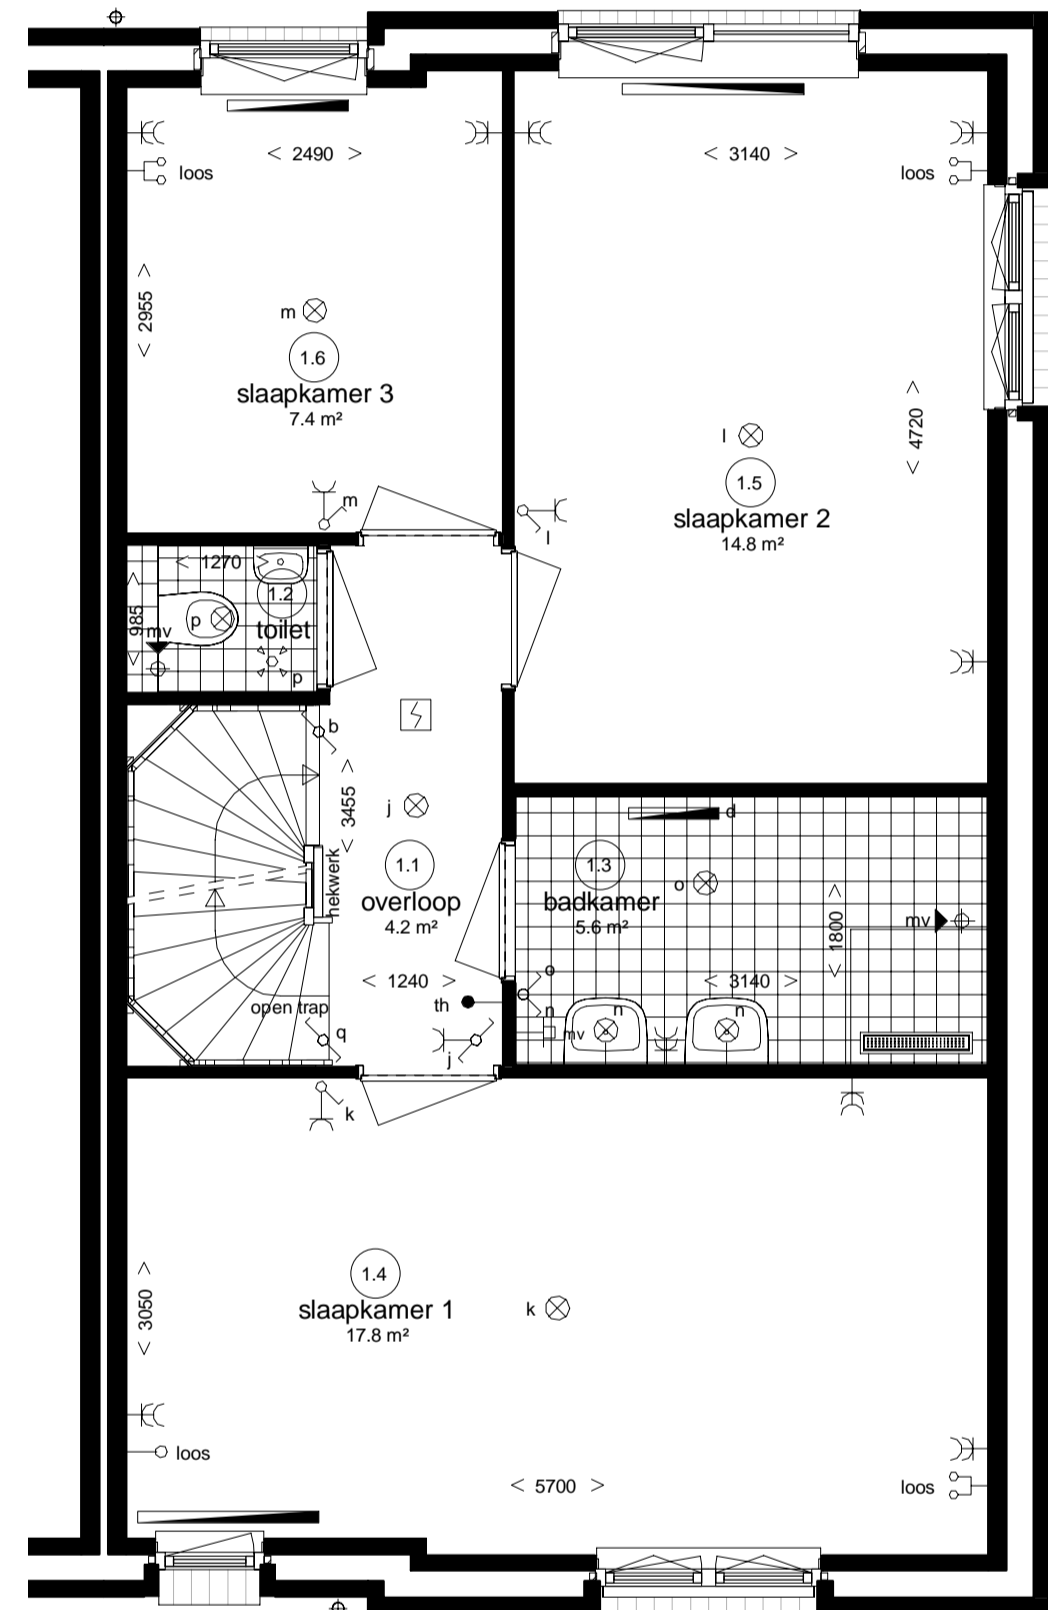 2490
3140
loos
loos
2955
m
1.6
slaapkamer 3
7.4 m²
4720
l
1.5
slaapkamer 2
14.8 m²
m
l
1270
1.2
985
p
mv
toilet
p
b
3455
j
d
1.1
overloop
4.2 m²
hekwerk
1.3
badkamer
5.6 m²
o
1800
mv
1240
3140
o
th
open trap
n
n
n
mv
q
j
k
1.4
slaapkamer 1
17.8 m²
k
3050
loos
5700
loos